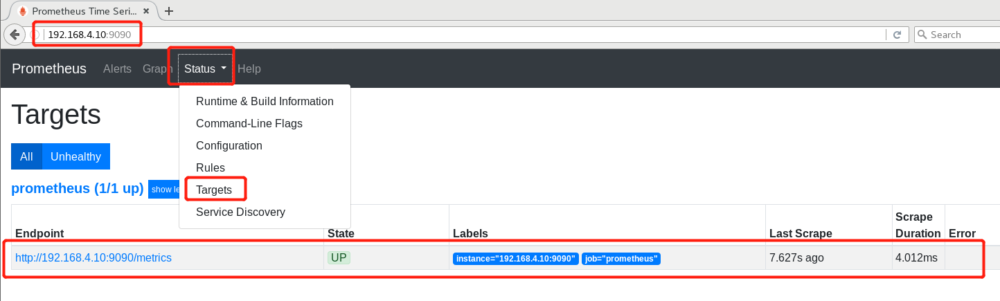 Prometheus Time Seri...
192.168.4.10:9090
Search
Prometheus Alerts Graph Status Help
Runtime & Build Information
Command-Line Flags
Configuration
Rules
Targets
Service Discovery
Targets
All Unhealthy
prometheus (1/1 up) show le
Endpoint State Labels Last Scrape Scrape Duration Error
http://192.168.4.10:9090/metrics UP instance="192.168.4.10:9090" job="prometheus" 7.627s ago 4.012ms